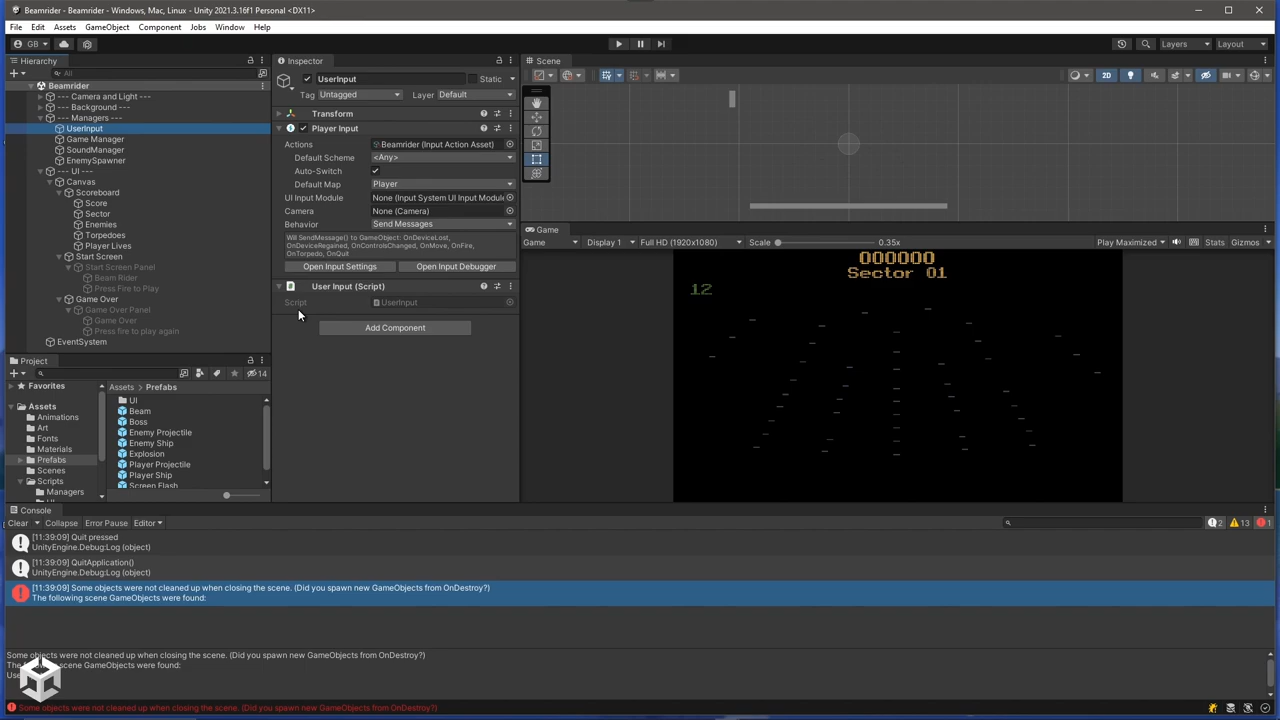 Beamrider - Beamrider - Windows, Mac, Linux - Unity 2021.3.16f1 Personal <DX11>
File Edit Assets GameObject Component Jobs Window Help
GB
Layers
Layout
Hierarchy
All
Beamrider
--- Camera and Light ---
--- Background ---
--- Managers ---
UserInput
Game Manager
SoundManager
EnemySpawner
--- UI ---
Canvas
Scoreboard
Score
Sector
Enemies
Torpedoes
Player Lives
Start Screen
Start Screen Panel
Beam Rider
Press Fire to Play
Game Over
Game Over Panel
Game Over
Press fire to play again
EventSystem
Inspector
UserInput
Static
Tag Untagged Layer Default
Transform
Player Input
Actions Beamrider (Input Action Asset)
Default Scheme <Any>
Auto-Switch
Default Map Player
UI Input Module None (Input System UI Input Module
Camera None (Camera)
Behavior Send Messages
Will SendMessage() to GameObject: OnDeviceLost,
OnDeviceRegained, OnControlsChanged, OnMove, OnFire,
OnTorpedo, OnQuit
Open Input Settings
Open Input Debugger
User Input (Script)
Script UserInput
Add Component
Scene
2D
Game
Game Display 1 Full HD (1920x1080) Scale 0.35x Play Maximized Stats Gizmos
000000
Sector 01
12
Project
14
Favorites
Assets
Animations
Art
Fonts
Materials
Prefabs
Scenes
Scripts
Managers
Assets Prefabs
UI
Beam
Boss
Enemy Projectile
Enemy Ship
Explosion
Player Projectile
Player Ship
Screen Flash
Console
Clear Collapse Error Pause Editor
2 13 1
[11:39:09] Quit pressed
UnityEngine.Debug:Log (object)
[11:39:09] QuitApplication()
UnityEngine.Debug:Log (object)
[11:39:09] Some objects were not cleaned up when closing the scene. (Did you spawn new GameObjects from OnDestroy?)
The following scene GameObjects were found:
Some objects were not cleaned up when closing the scene. (Did you spawn new GameObjects from OnDestroy?)
scene GameObjects were found:
Some objects were not cleaned up when closing the scene. (Did you spawn new GameObjects from OnDestroy?)